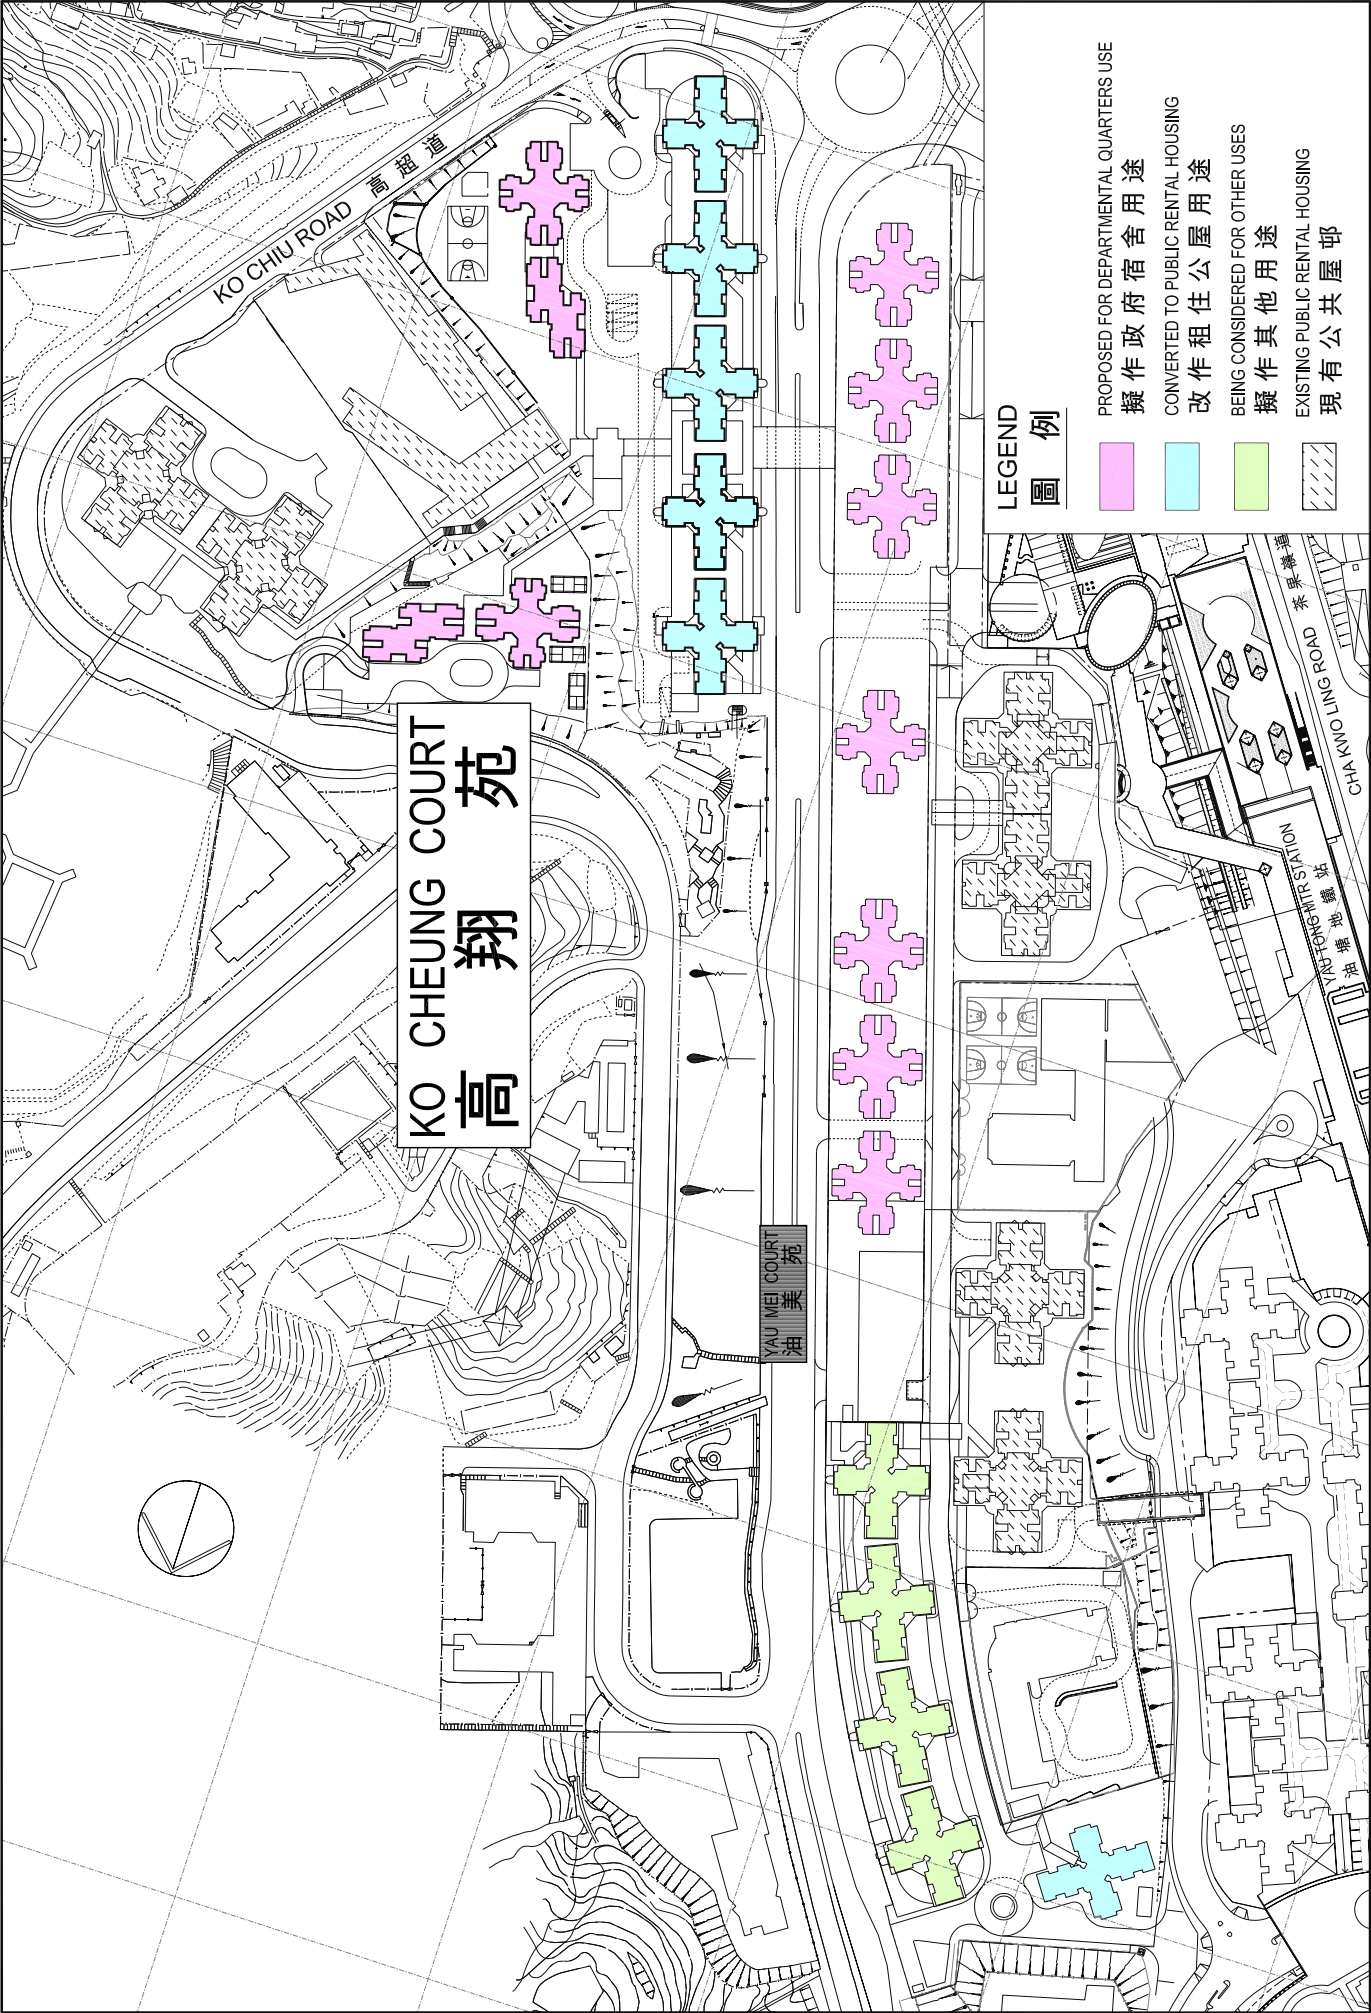 KO CHEUNG COURT
高翔苑
KO CHIU ROAD 高超道
YAU MEI COURT
油美苑
LEGEND
圖例
PROPOSED FOR DEPARTMENTAL QUARTERS USE
擬作政府宿舍用途
CONVERTED TO PUBLIC RENTAL HOUSING
改作租住公屋用途
BEING CONSIDERED FOR OTHER USES
擬作其他用途
EXISTING PUBLIC RENTAL HOUSING
現有公共屋邨
CHA KWO LING ROAD 茶果嶺道
YAU TONG MTR STATION
油塘地鐵站